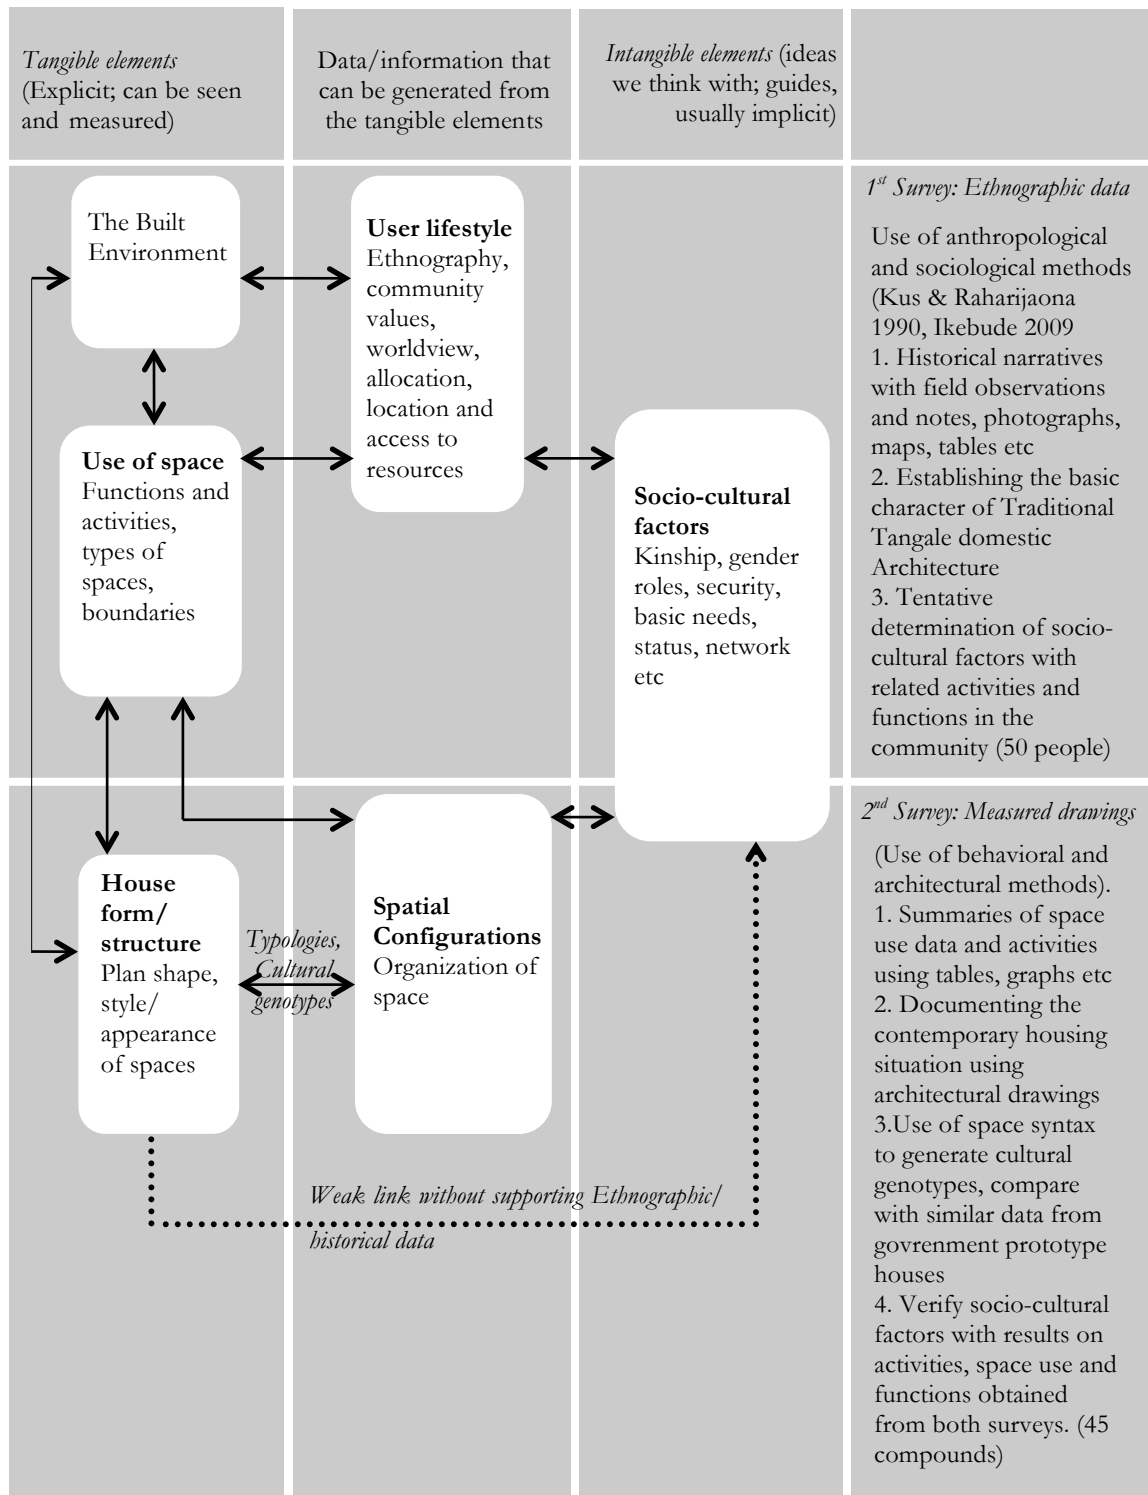 Tangible elements
(Explicit; can be seen
and measured)
Data/information that
can be generated from
the tangible elements
Intangible elements (ideas
we think with; guides,
usually implicit)
The Built
Environment
User lifestyle
Ethnography,
community
values,
worldview,
allocation,
location and
access to
resources
Use of space
Functions and
activities,
types of
spaces,
boundaries
Socio-cultural
factors
Kinship, gender
roles, security,
basic needs,
status, network
etc
1st Survey: Ethnographic data
Use of anthropological
and sociological methods
(Kus & Raharijaona
1990, Ikebude 2009
1. Historical narratives
with field observations
and notes, photographs,
maps, tables etc
2. Establishing the basic
character of Traditional
Tangale domestic
Architecture
3. Tentative
determination of socio-
cultural factors with
related activities and
functions in the
community (50 people)
House
form/
structure
Plan shape,
style/
appearance
of spaces
Typologies,
Cultural
genotypes
Spatial
Configurations
Organization of
space
Weak link without supporting Ethnographic/
historical data
2nd Survey: Measured drawings
(Use of behavioral and
architectural methods).
1. Summaries of space
use data and activities
using tables, graphs etc
2. Documenting the
contemporary housing
situation using
architectural drawings
3.Use of space syntax
to generate cultural
genotypes, compare
with similar data from
govrenment prototype
houses
4. Verify socio-cultural
factors with results on
activities, space use and
functions obtained
from both surveys. (45
compounds)